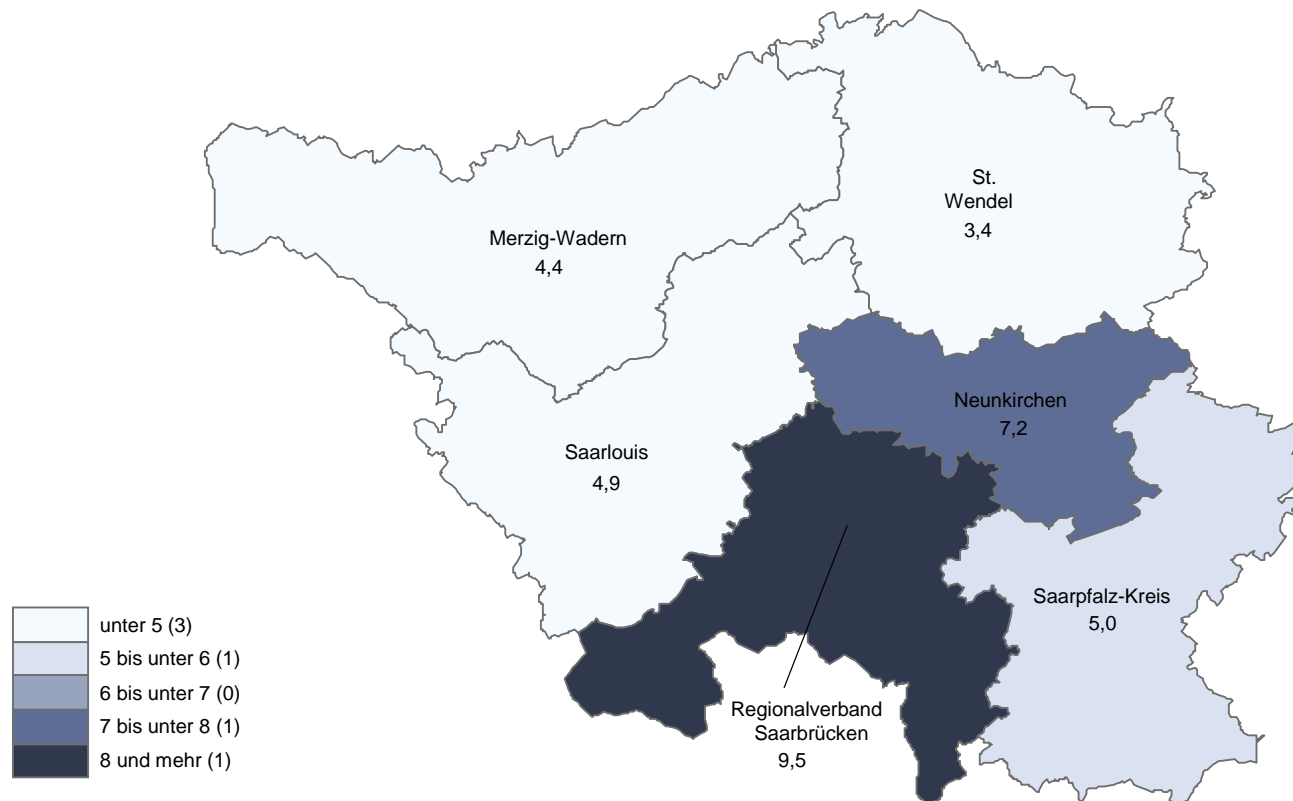 St.
Wendel
3,4
Merzig-Wadern
4,4
Neunkirchen
7,2
Saarlouis
4,9
Saarpfalz-Kreis
5,0
Regionalverband
Saarbrücken
9,5
unter 5 (3)
5 bis unter 6 (1)
6 bis unter 7 (0)
7 bis unter 8 (1)
8 und mehr (1)